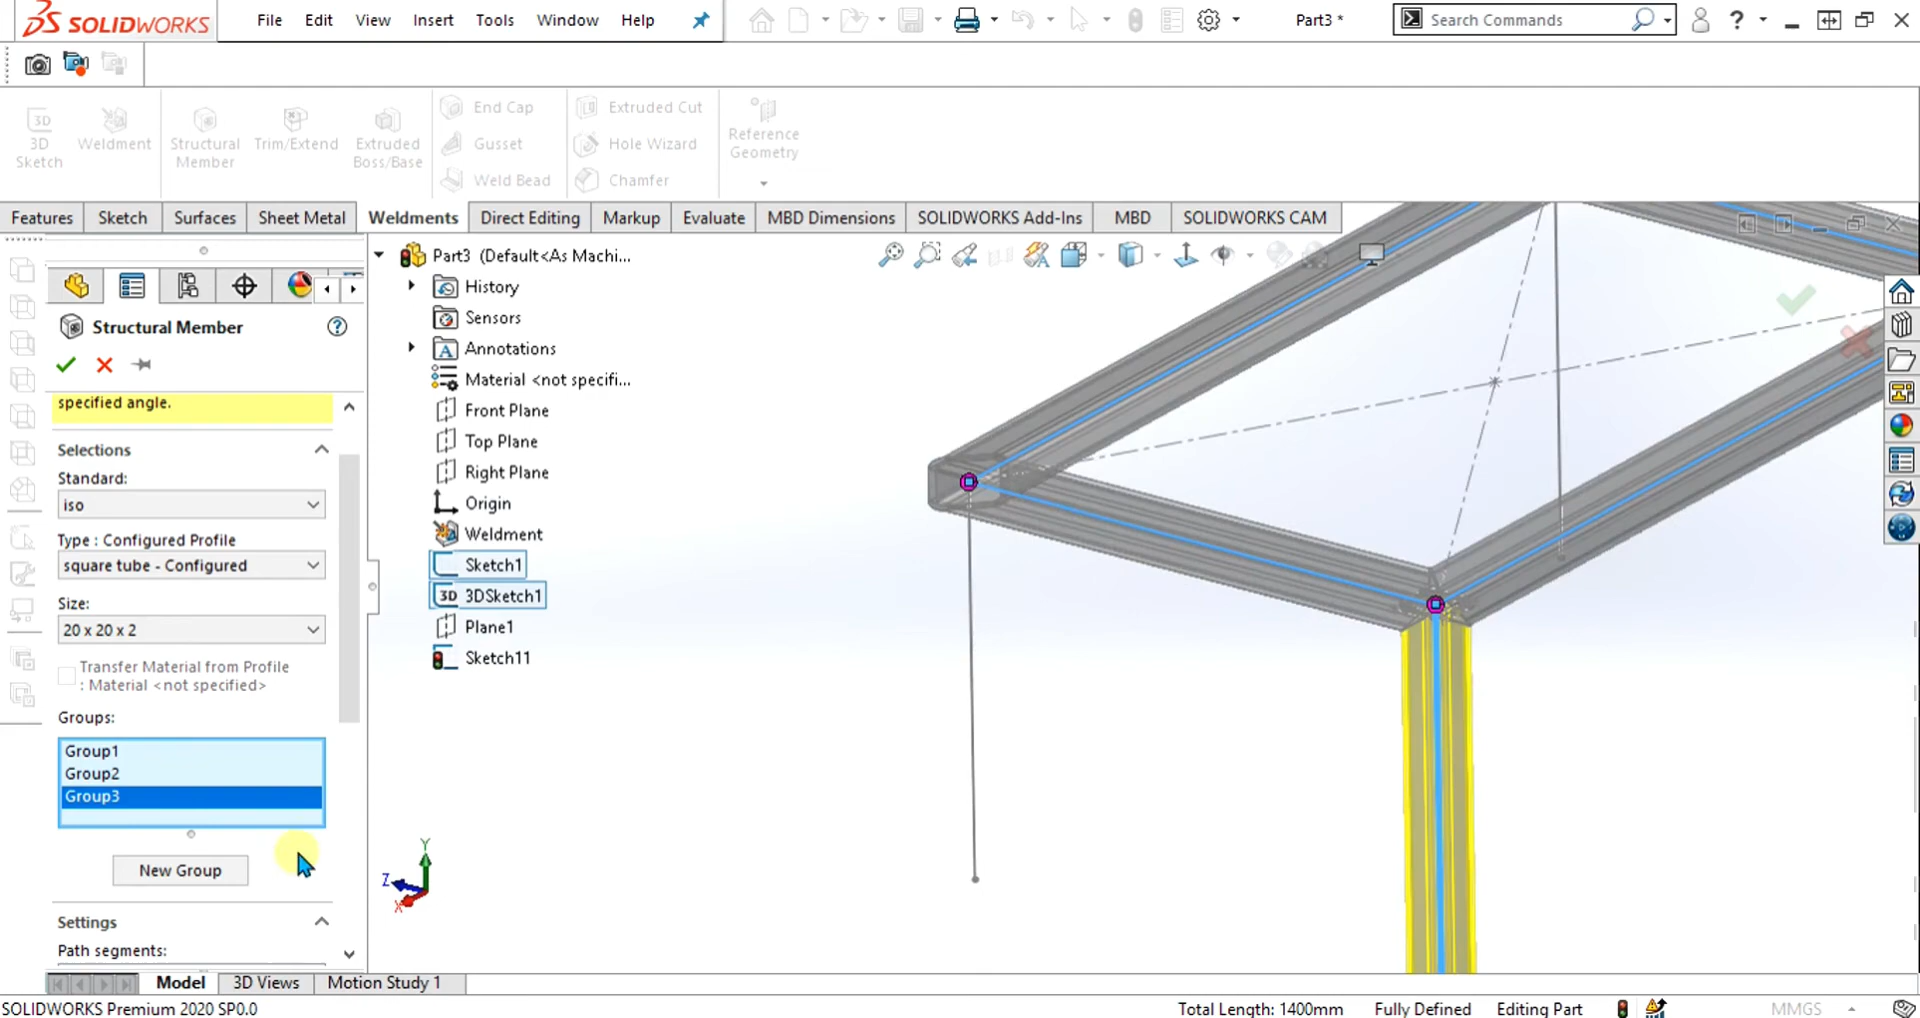 SOLIDWORKS File Edit View Insert Tools Window Help Part3 * Search Commands ?
3D Sketch
Weldment
Structural Member
Trim/Extend
Extruded Boss/Base
End Cap
Gusset
Weld Bead
Extruded Cut
Hole Wizard
Chamfer
Reference Geometry
Features Sketch Surfaces Sheet Metal Weldments Direct Editing Markup Evaluate MBD Dimensions SOLIDWORKS Add-Ins MBD SOLIDWORKS CAM
Structural Member
specified angle.
Selections
Standard:
iso
Type : Configured Profile
square tube - Configured
Size:
20 x 20 x 2
Transfer Material from Profile
: Material <not specified>
Groups:
Group1
Group2
Group3
New Group
Settings
Path segments:
Part3 (Default<As Machi...
History
Sensors
Annotations
Material <not specifi...
Front Plane
Top Plane
Right Plane
Origin
Weldment
Sketch1
3D 3DSketch1
Plane1
Sketch11
Y
Z
X
Model 3D Views Motion Study 1
SOLIDWORKS Premium 2020 SP0.0 Total Length: 1400mm Fully Defined Editing Part MMGS